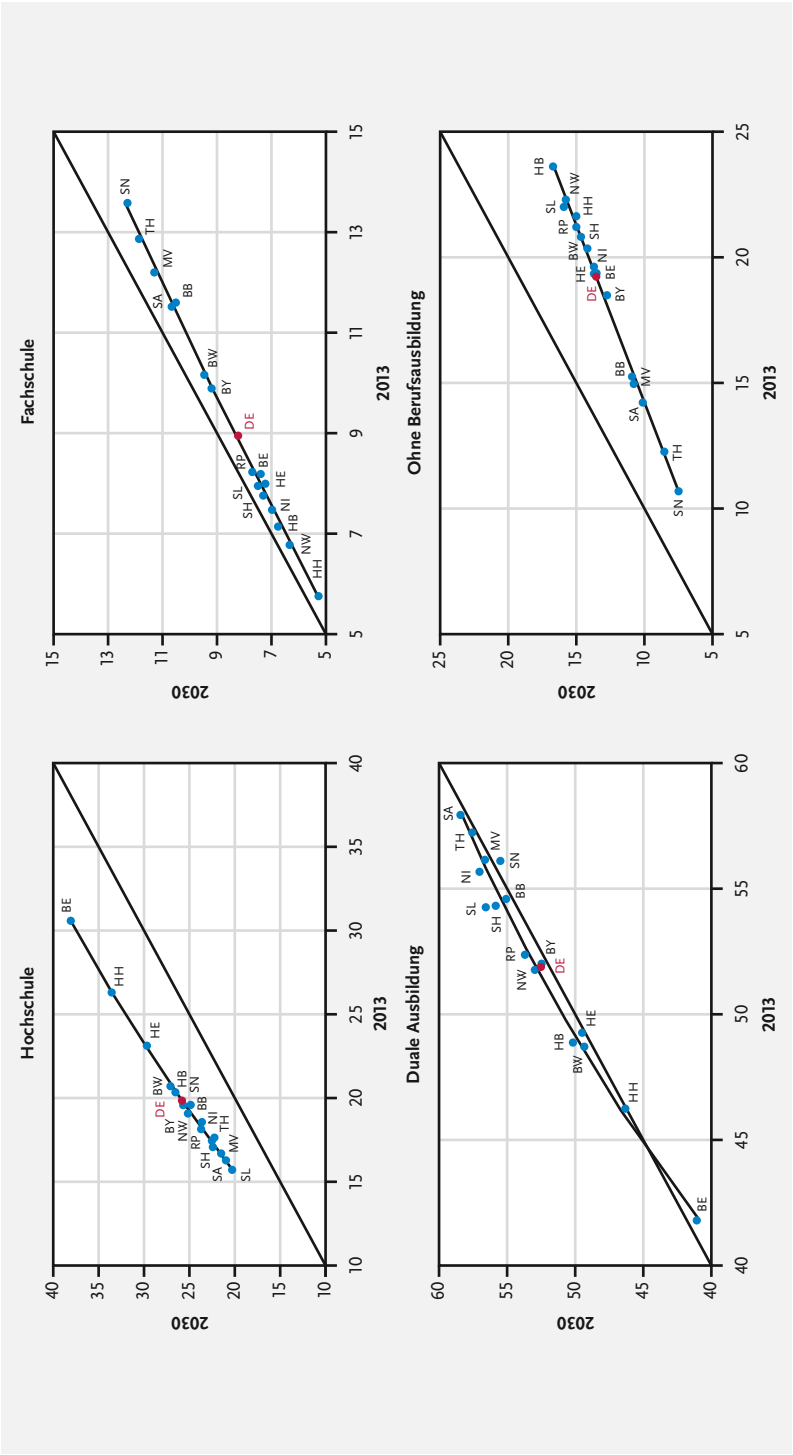 Hochschule
2030
40
35
30
25
20
15
10
BE
HH
HE
BW
HB
DE
SN
BY
NW
BB
RP
NI
TH
SH
SA
MV
SL
10
15
20
25
30
35
40
2013
Fachschule
2030
15
13
11
9
7
5
SN
TH
MV
SA
BB
BW
BY
DE
RP
BE
SL
HE
SH
NI
HB
NW
HH
5
7
9
11
13
15
2013
Duale Ausbildung
2030
60
55
50
45
40
SA
TH
MV
NI
SN
SL
SH
BB
RP
BY
NW
DE
HB
HE
BW
HH
BE
40
45
50
55
60
2013
Ohne Berufsausbildung
2030
25
20
15
10
5
HB
NW
SL
HH
RP
SH
BW
NI
HE
BE
DE
BY
BB
MV
SA
TH
SN
5
10
15
20
25
2013